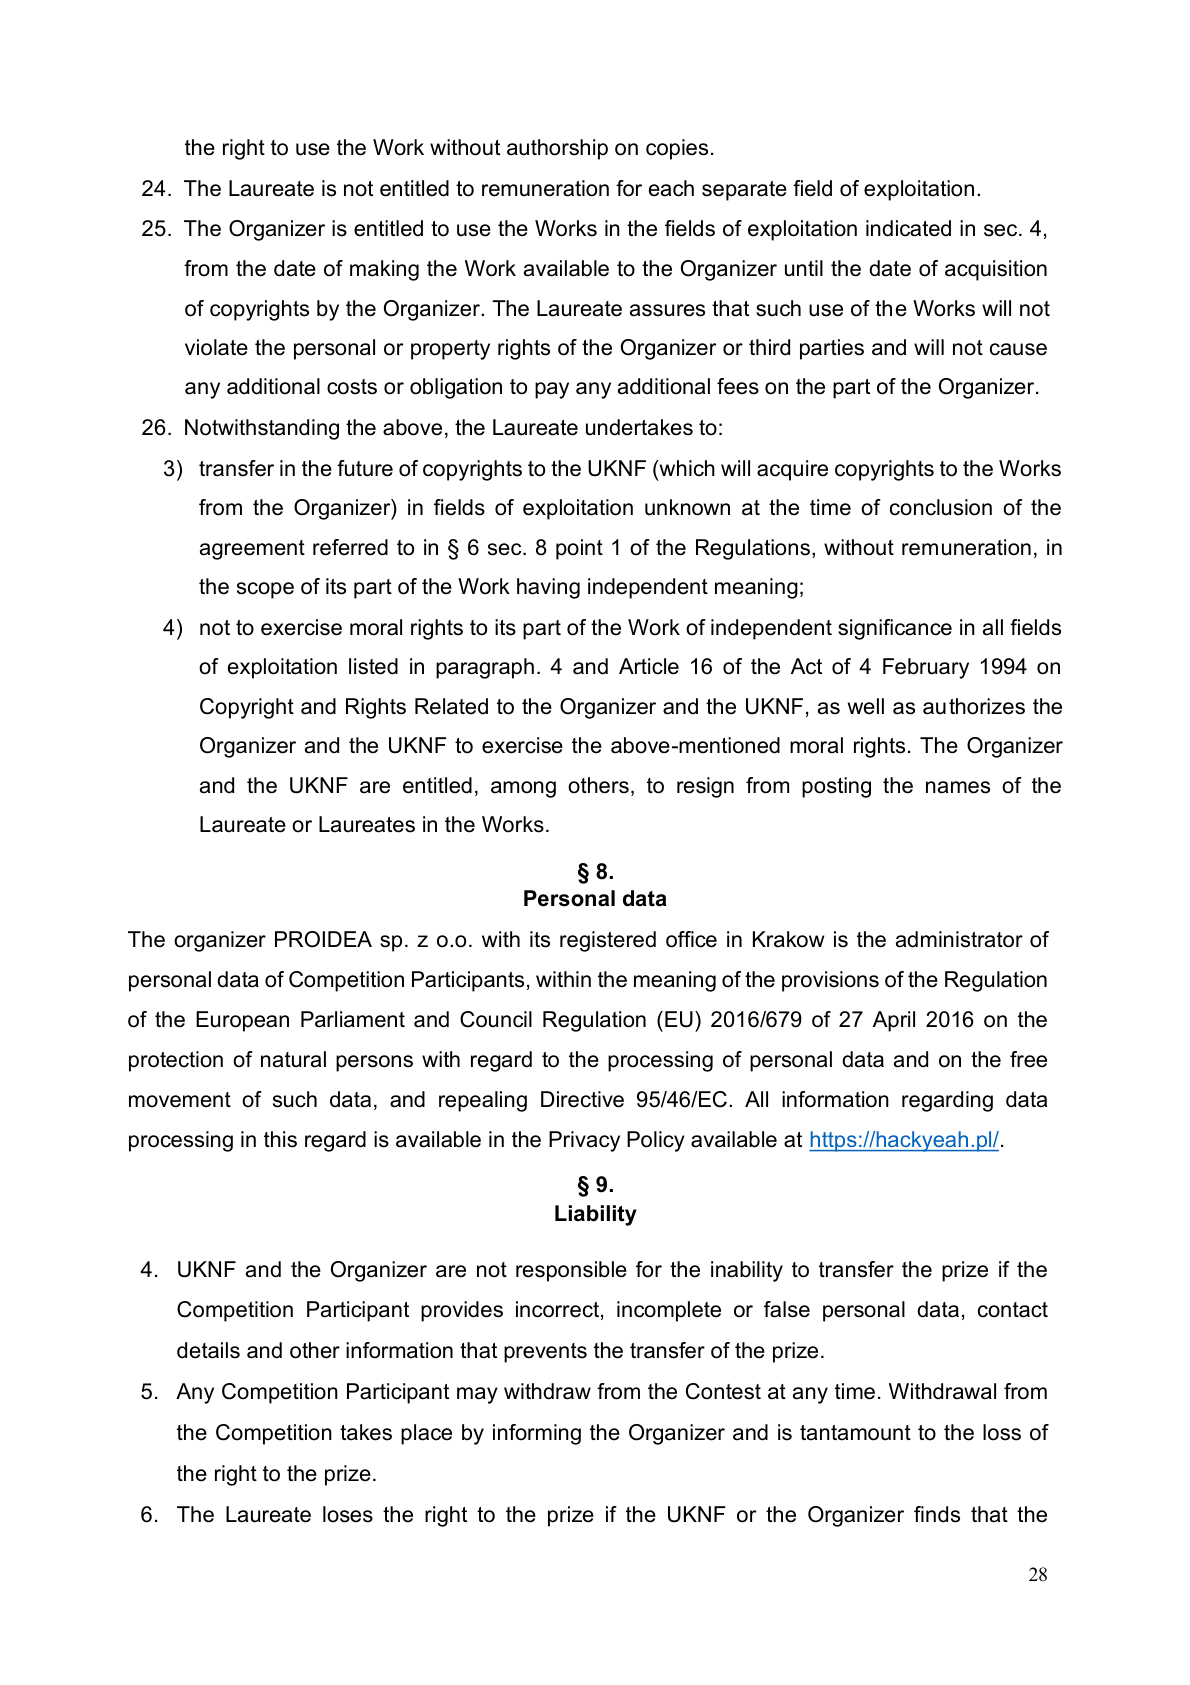 the right to use the Work without authorship on copies.
24. The Laureate is not entitled to remuneration for each separate field of exploitation.
25. The Organizer is entitled to use the Works in the fields of exploitation indicated in sec. 4,
from the date of making the Work available to the Organizer until the date of acquisition
of copyrights by the Organizer. The Laureate assures that such use of the Works will not
violate the personal or property rights of the Organizer or third parties and will not cause
any additional costs or obligation to pay any additional fees on the part of the Organizer.
26. Notwithstanding the above, the Laureate undertakes to:
3) transfer in the future of copyrights to the UKNF (which will acquire copyrights to the Works
from the Organizer) in fields of exploitation unknown at the time of conclusion of the
agreement referred to in § 6 sec. 8 point 1 of the Regulations, without remuneration, in
the scope of its part of the Work having independent meaning;
4) not to exercise moral rights to its part of the Work of independent significance in all fields
of exploitation listed in paragraph. 4 and Article 16 of the Act of 4 February 1994 on
Copyright and Rights Related to the Organizer and the UKNF, as well as authorizes the
Organizer and the UKNF to exercise the above-mentioned moral rights. The Organizer
and the UKNF are entitled, among others, to resign from posting the names of the
Laureate or Laureates in the Works.
§ 8.
Personal data
The organizer PROIDEA sp. z o.o. with its registered office in Krakow is the administrator of
personal data of Competition Participants, within the meaning of the provisions of the Regulation
of the European Parliament and Council Regulation (EU) 2016/679 of 27 April 2016 on the
protection of natural persons with regard to the processing of personal data and on the free
movement of such data, and repealing Directive 95/46/EC. All information regarding data
processing in this regard is available in the Privacy Policy available at https://hackyeah.pl/.
§ 9.
Liability
4. UKNF and the Organizer are not responsible for the inability to transfer the prize if the
Competition Participant provides incorrect, incomplete or false personal data, contact
details and other information that prevents the transfer of the prize.
5. Any Competition Participant may withdraw from the Contest at any time. Withdrawal from
the Competition takes place by informing the Organizer and is tantamount to the loss of
the right to the prize.
6. The Laureate loses the right to the prize if the UKNF or the Organizer finds that the
28